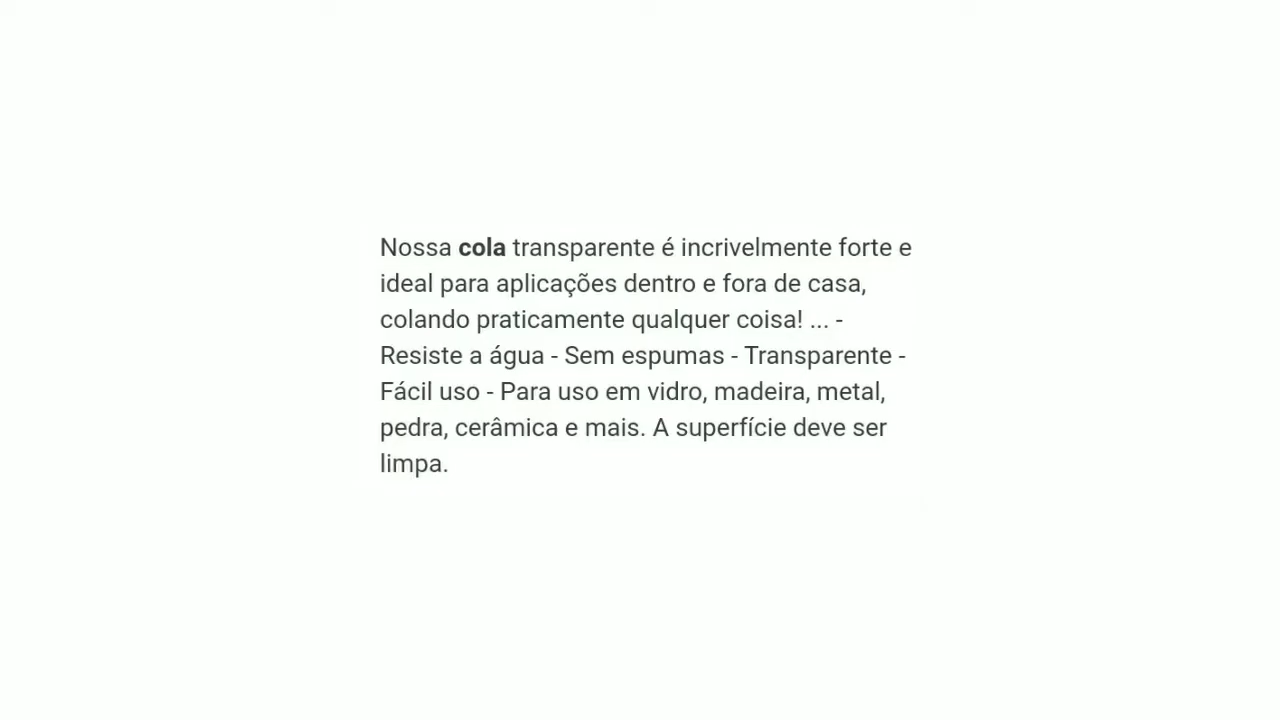 Nossa cola transparente é incrivelmente forte e
ideal para aplicações dentro e fora de casa,
colando praticamente qualquer coisa! ... -
Resiste a água - Sem espumas - Transparente -
Fácil uso - Para uso em vidro, madeira, metal,
pedra, cerâmica e mais. A superfície deve ser
limpa.